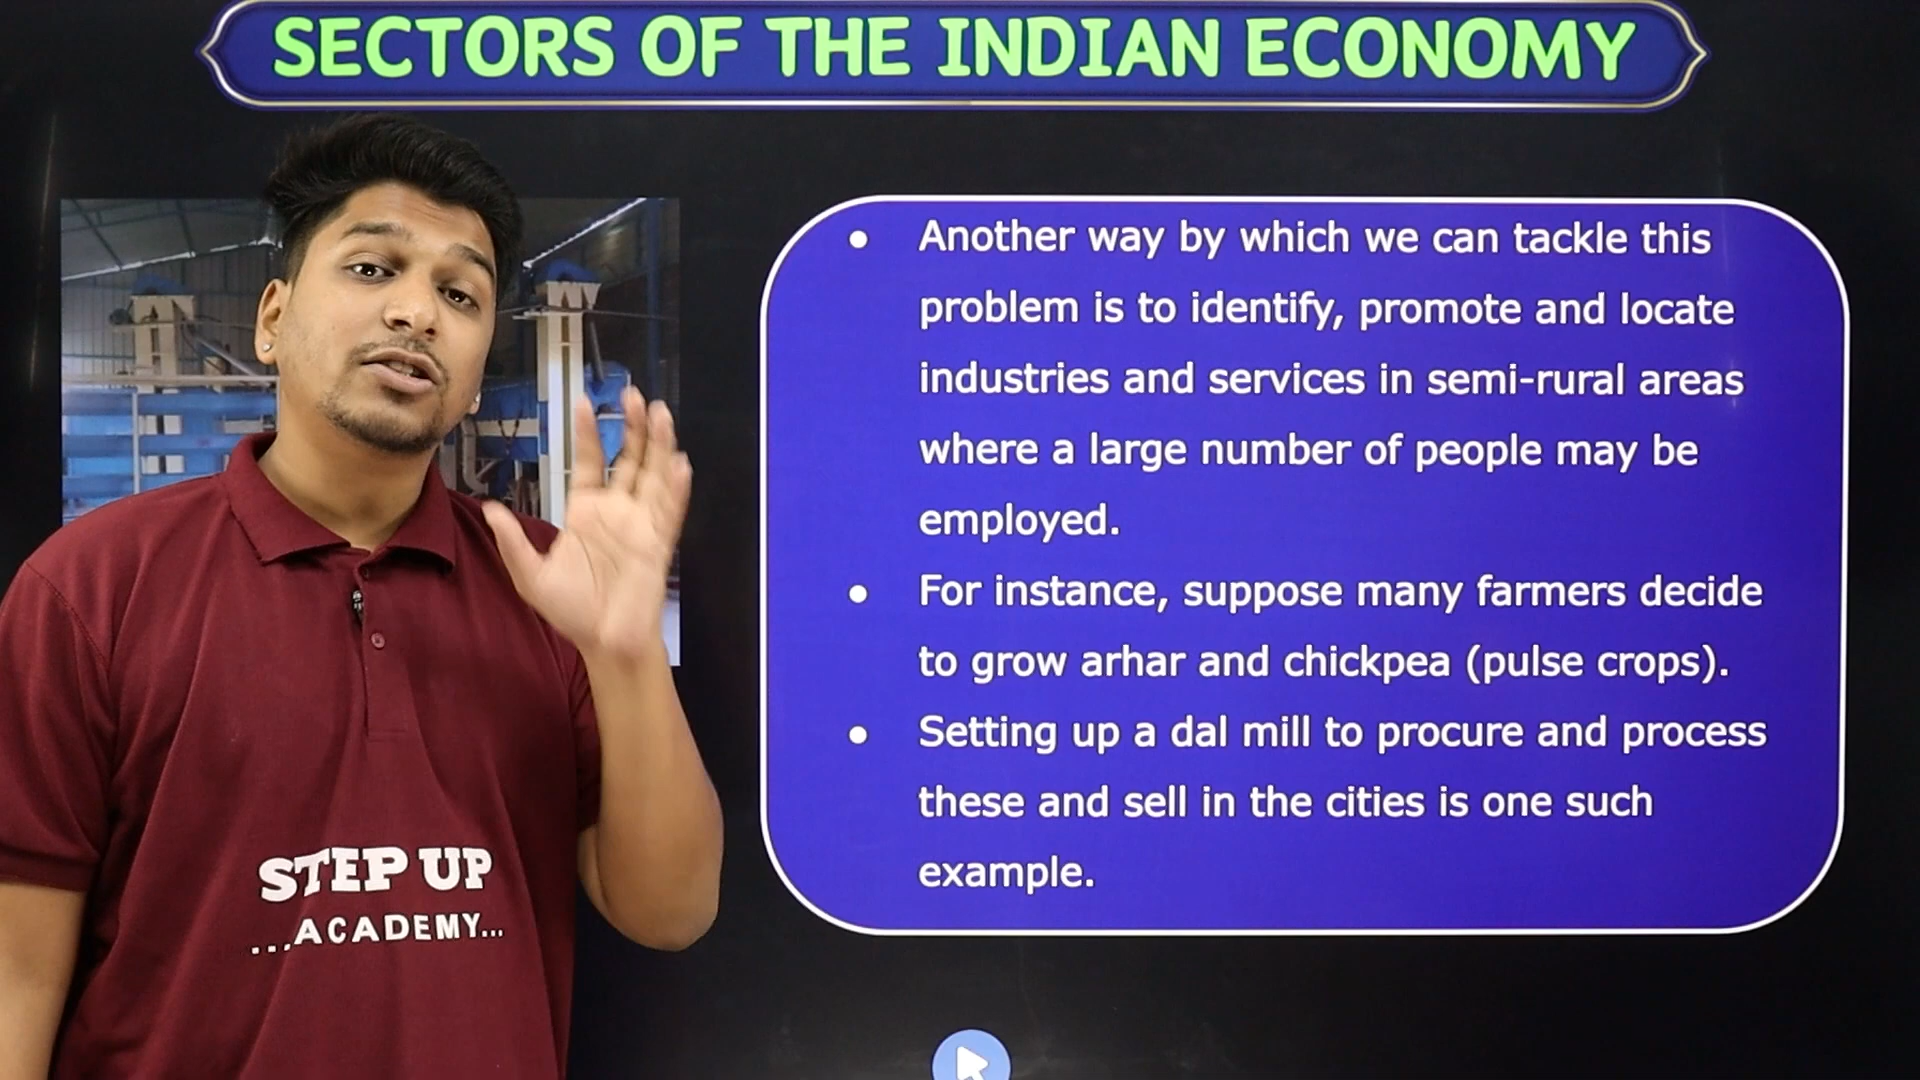 SECTORS OF THE INDIAN ECONOMY
● Another way by which we can tackle this
problem is to identify, promote and locate
industries and services in semi-rural areas
where a large number of people may be
employed.
● For instance, suppose many farmers decide
to grow arhar and chickpea (pulse crops).
● Setting up a dal mill to procure and process
these and sell in the cities is one such
example.
STEP UP
...ACADEMY...